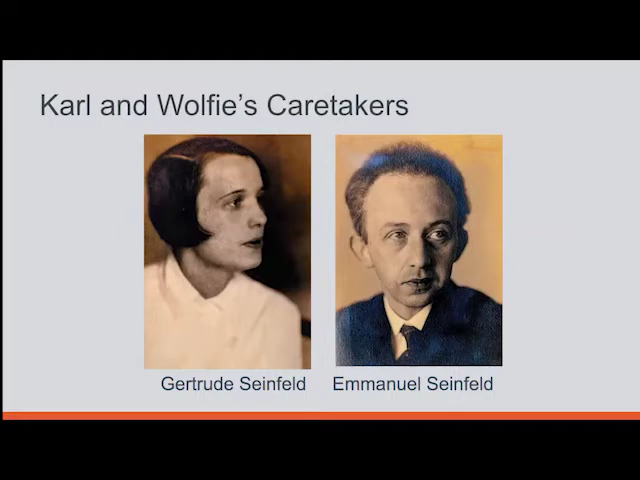 Karl and Wolfie's Caretakers
Gertrude Seinfeld
Emmanuel Seinfeld